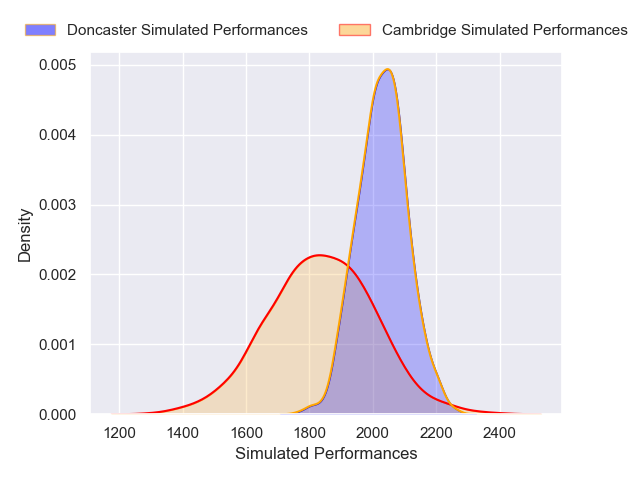 Doncaster Simulated Performances Cambridge Simulated Performances
0.005
0.004
0.003
0.002
0.001
0.000
Density
1200 1400 1600 1800 2000 2200 2400
Simulated Performances